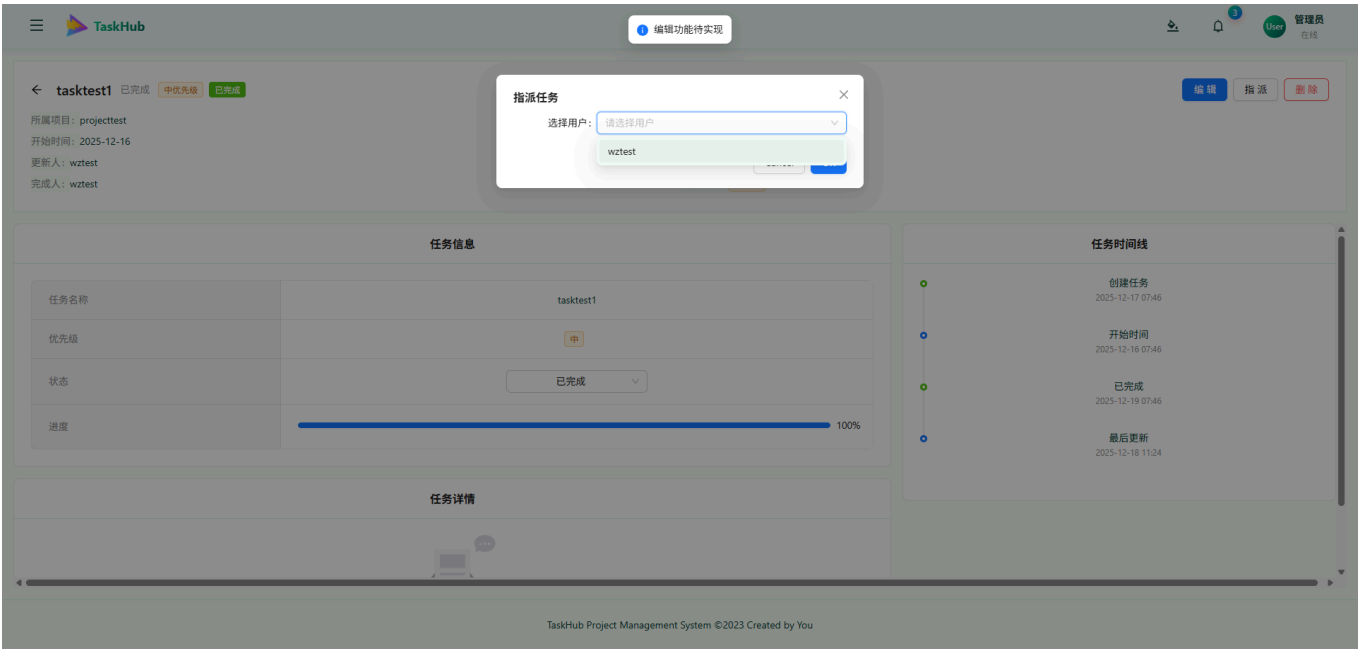 TaskHub
编辑功能待实现
3
User
管理员
在线
tasktest1 已完成 中优先级 已完成
编辑 指派 删除
所属项目：projecttest
开始时间：2025-12-16
更新人：wztest
完成人：wztest
指派任务
选择用户：请选择用户
wztest
任务信息
任务名称 tasktest1
优先级 中
状态 已完成
进度 100%
任务时间线
创建任务
2025-12-17 07:46
开始时间
2025-12-16 07:46
已完成
2025-12-19 07:46
最后更新
2025-12-18 11:24
任务详情
TaskHub Project Management System ©2023 Created by You